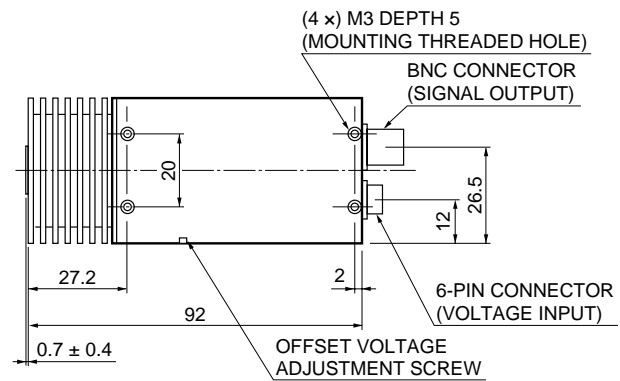 (4 ×) M3 DEPTH 5
(MOUNTING THREADED HOLE)
BNC CONNECTOR
(SIGNAL OUTPUT)
20
26.5
12
27.2
2
6-PIN CONNECTOR
(VOLTAGE INPUT)
92
0.7 ± 0.4
OFFSET VOLTAGE
ADJUSTMENT SCREW